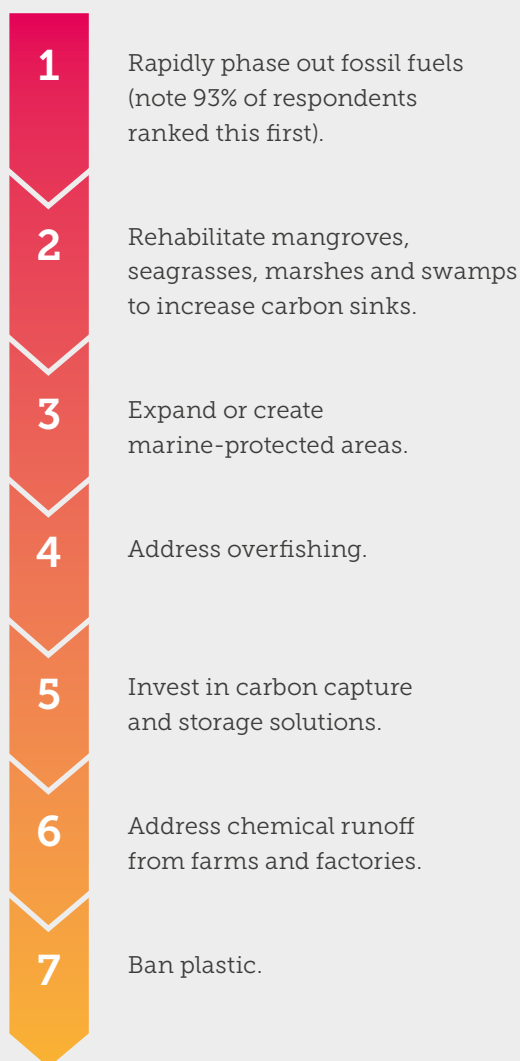 1
Rapidly phase out fossil fuels
(note 93% of respondents
ranked this first).
2
Rehabilitate mangroves,
seagrasses, marshes and swamps
to increase carbon sinks.
3
Expand or create
marine-protected areas.
4
Address overfishing.
5
Invest in carbon capture
and storage solutions.
6
Address chemical runoff
from farms and factories.
7
Ban plastic.